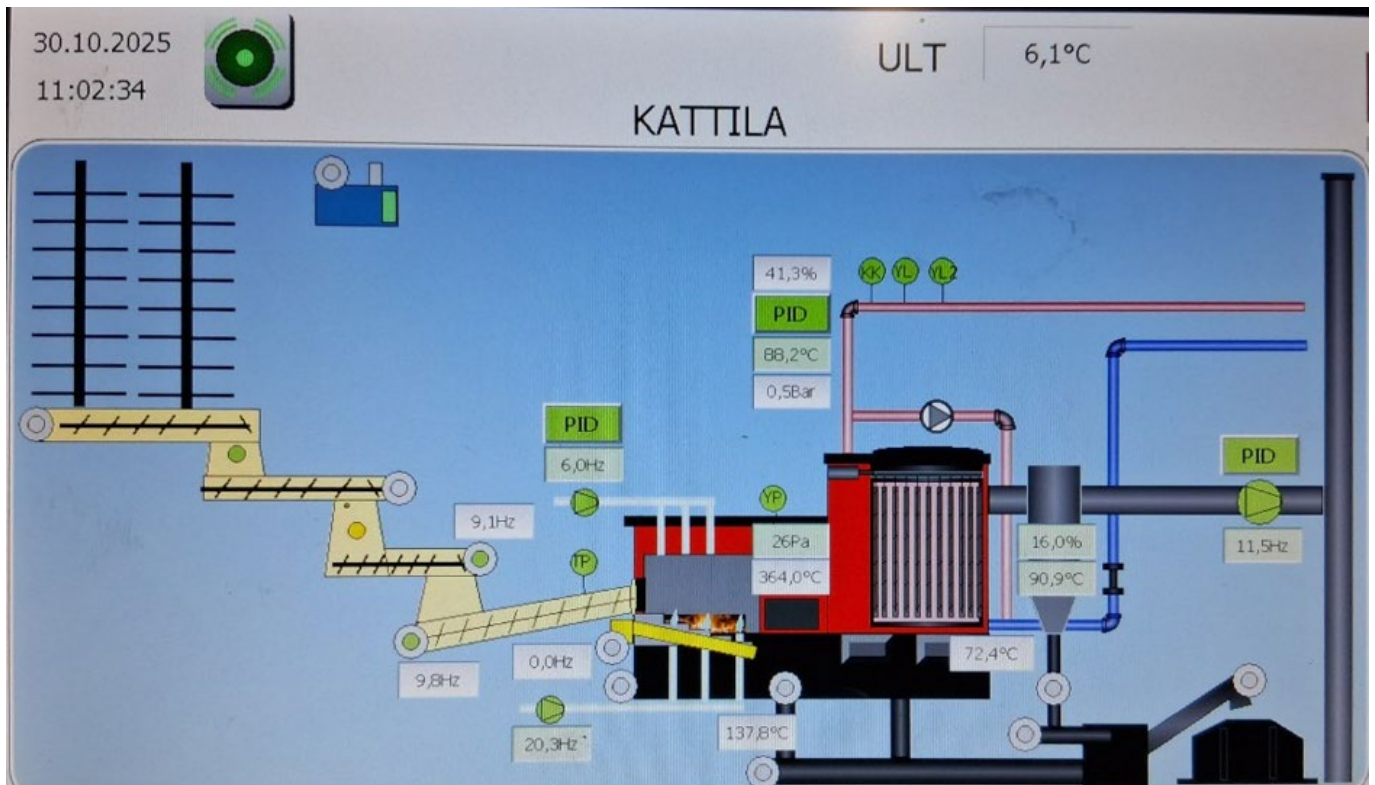 30.10.2025
11:02:34
ULT
6,1°C
KATTILA
41,3%
KK
YL
YL2
PID
88,2°C
0,5Bar
PID
6,0Hz
PID
9,1Hz
YP
TP
26Pa
364,0°C
16,0%
90,9°C
11,5Hz
0,0Hz
72,4°C
9,8Hz
20,3Hz
137,8°C